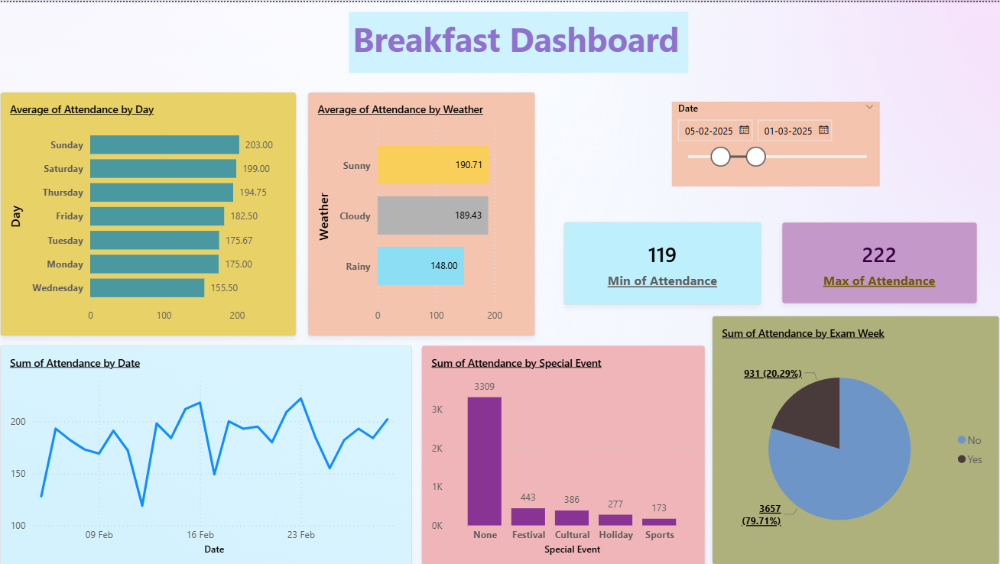 Breakfast Dashboard
Average of Attendance by Day
Day
Sunday 203.00
Saturday 199.00
Thursday 194.75
Friday 182.50
Tuesday 175.67
Monday 175.00
Wednesday 155.50
0 100 200
Average of Attendance by Weather
Weather
Sunny 190.71
Cloudy 189.43
Rainy 148.00
0 100 200
Date
05-02-2025 01-03-2025
119
Min of Attendance
222
Max of Attendance
Sum of Attendance by Date
200
150
100
09 Feb 16 Feb 23 Feb
Date
Sum of Attendance by Special Event
3K
2K
1K
0K
3309 443 386 277 173
None Festival Cultural Holiday Sports
Special Event
Sum of Attendance by Exam Week
931 (20.29%)
3657
(79.71%)
No
Yes